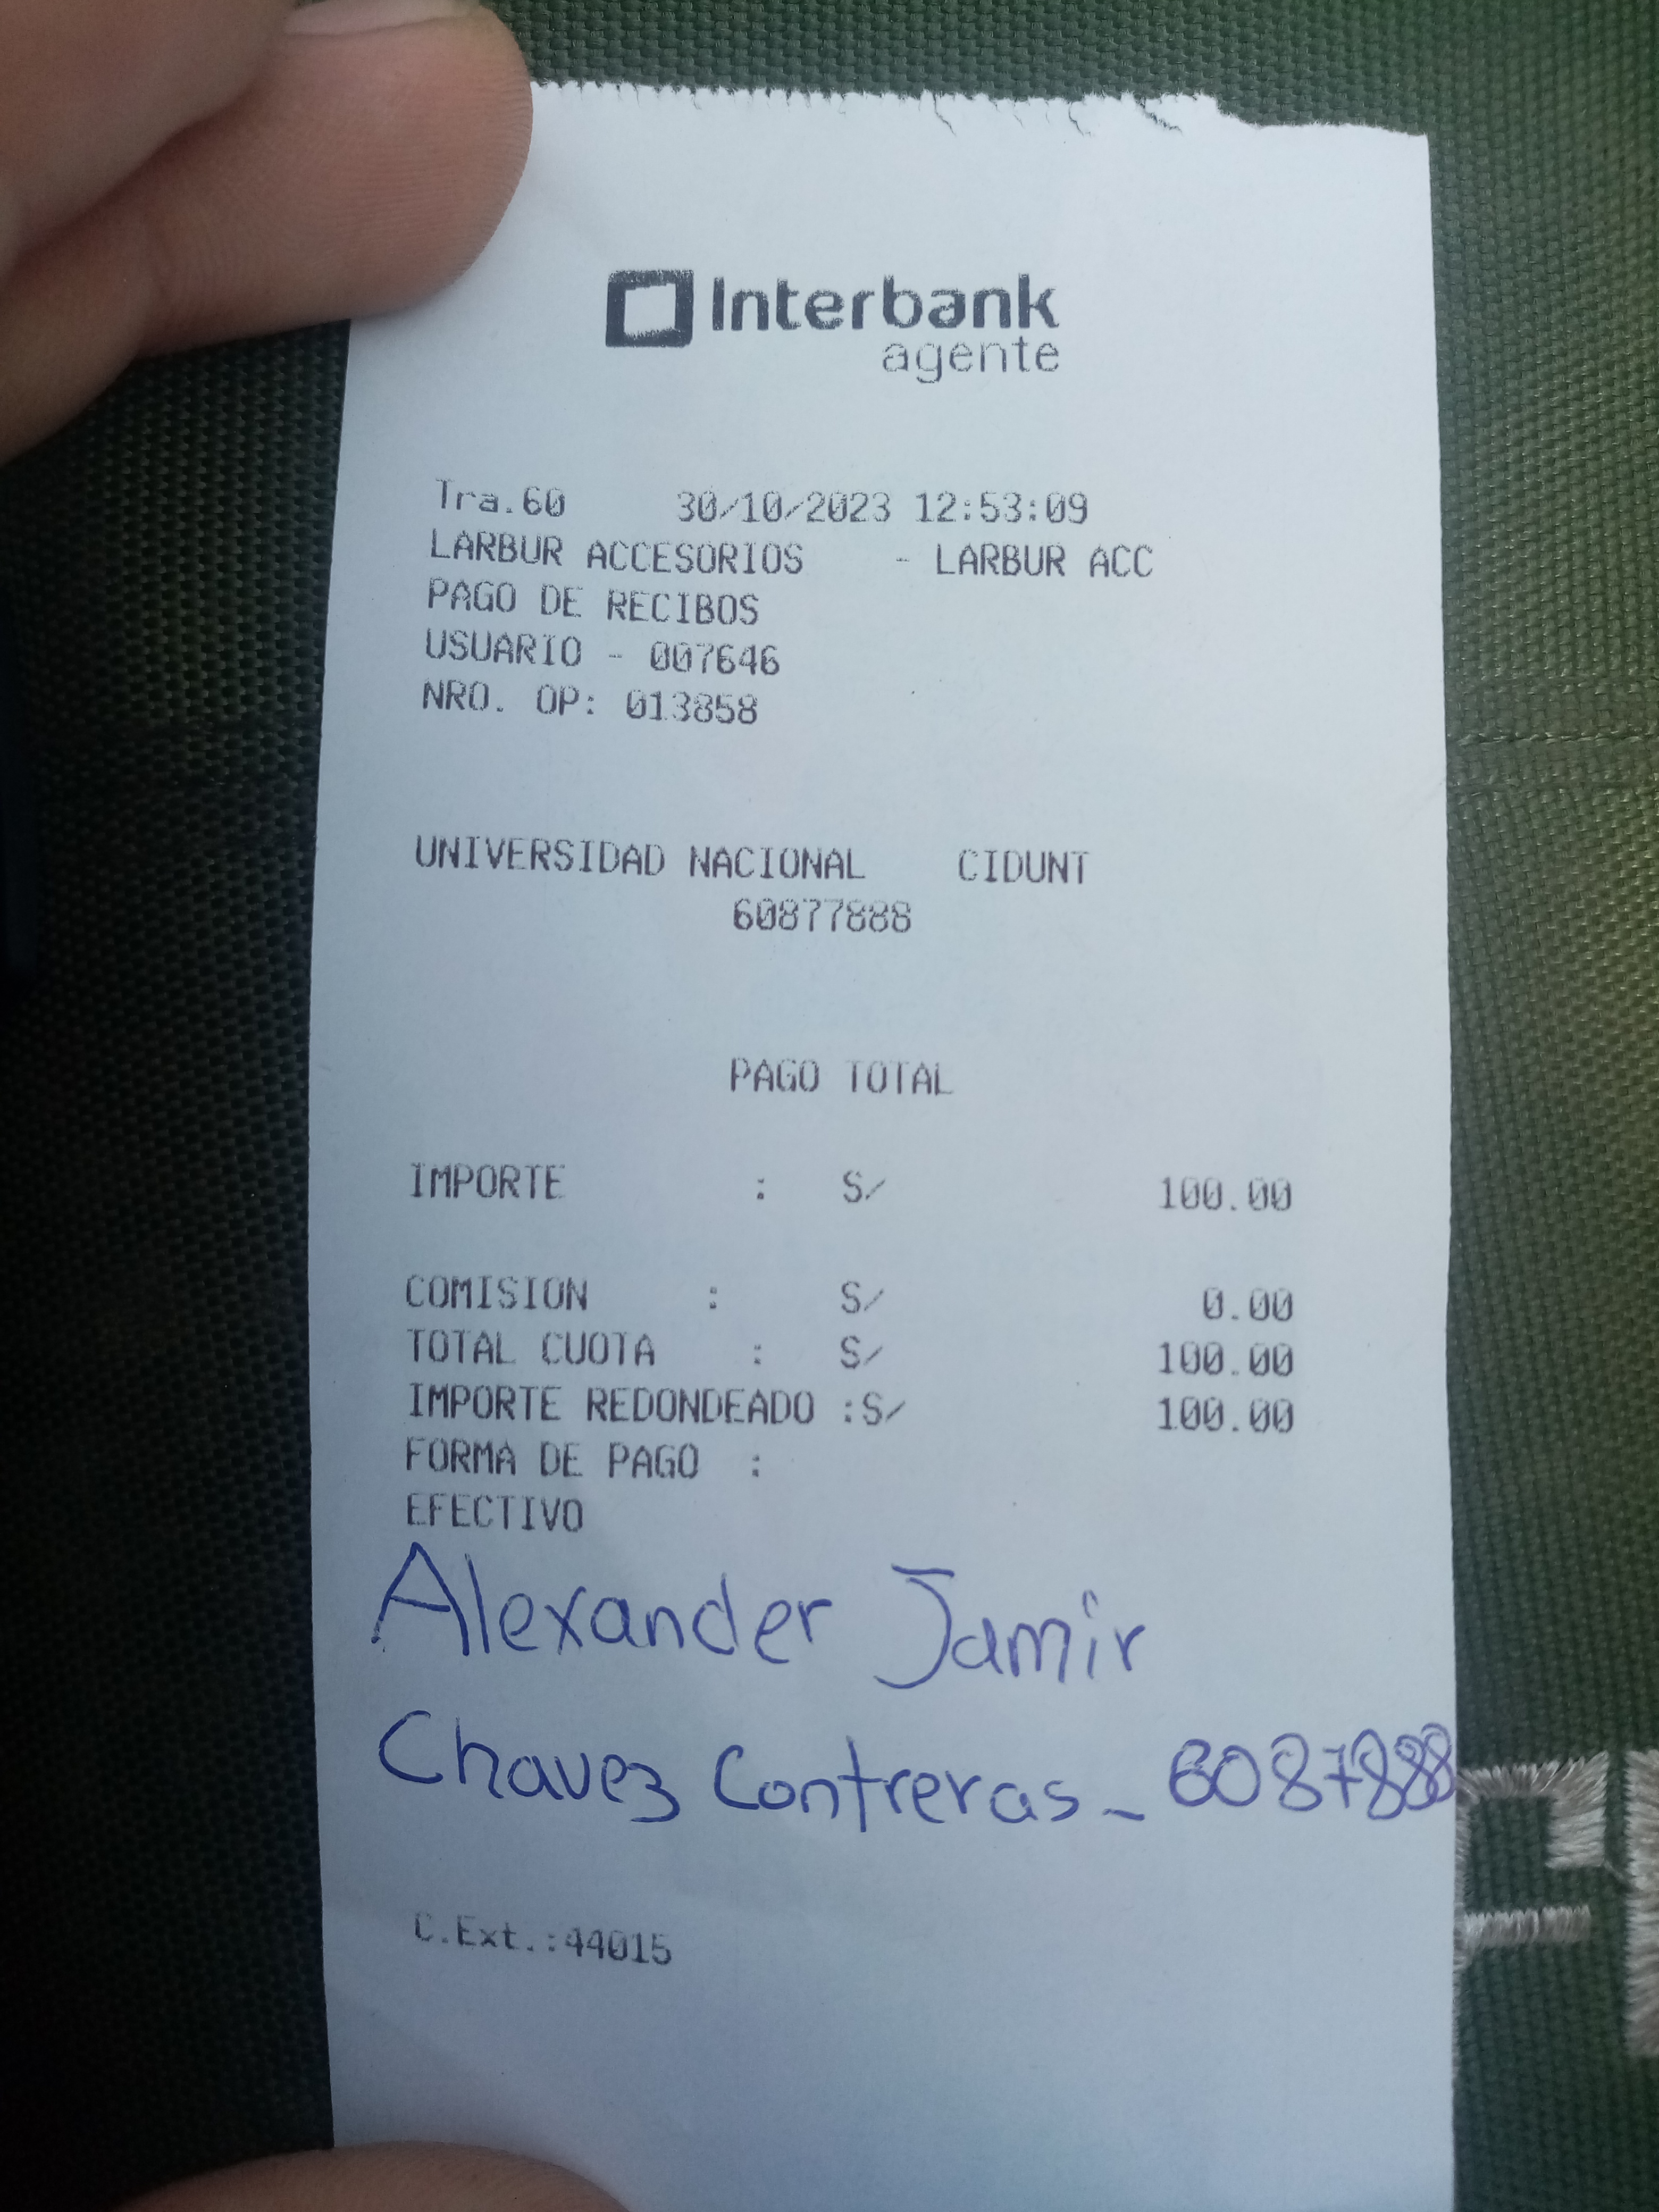 Interbank
agente
Tra.60 30/10/2023 12:53:09
LARBUR ACCESORIOS - LARBUR ACC
PAGO DE RECIBOS
USUARIO - 007646
NRO. OP: 013858
UNIVERSIDAD NACIONAL CIDUNT
60877888
PAGO TOTAL
IMPORTE : S/ 100.00
COMISION : S/ 0.00
TOTAL CUOTA : S/ 100.00
IMPORTE REDONDEADO :S/ 100.00
FORMA DE PAGO :
EFECTIVO
Alexander Jamir
Chavez Contreras - 6087888
C.Ext.:44015